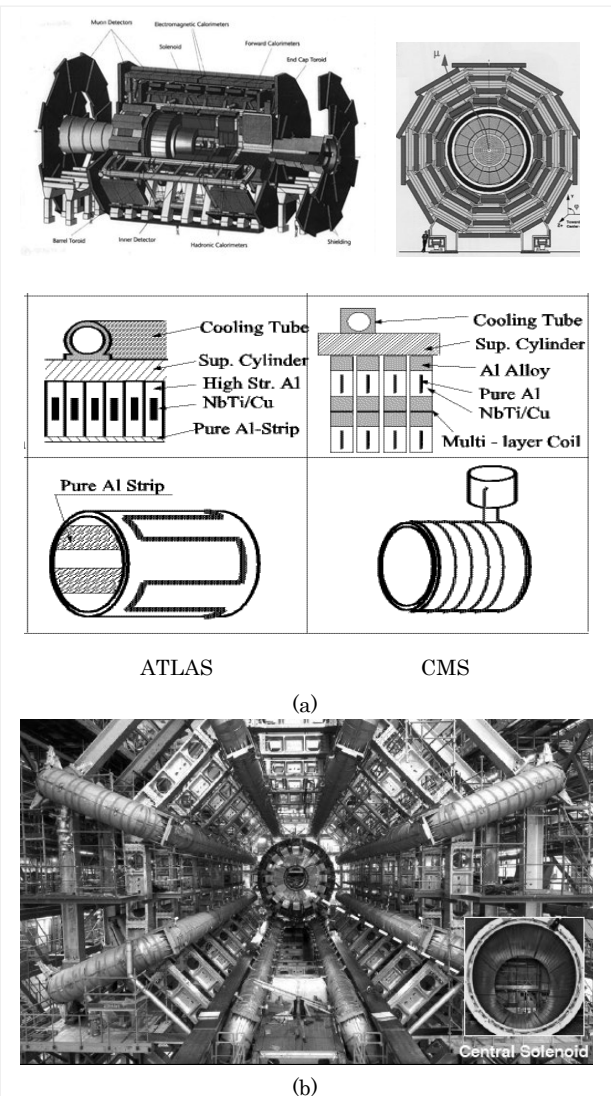 Muon Detectors
Electromagnetic Calorimeters
Solenoid
Forward Calorimeters
End Cap Toroid
Barrel Toroid
Inner Detector
Hadronic Calorimeters
Shielding
μ
Y
φ
Z+
Toward
Center
Cooling Tube
Sup. Cylinder
High Str. Al
NbTi/Cu
Pure Al-Strip
Cooling Tube
Sup. Cylinder
Al Alloy
Pure Al
NbTi/Cu
Multi - layer Coil
Pure Al Strip
ATLAS
CMS
(a)
Central Solenoid
(b)